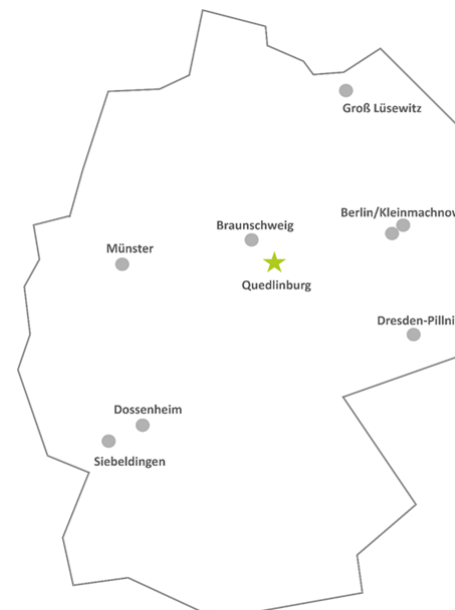 Groß Lüsewitz
Berlin/Kleinmachnow
Braunschweig
Münster
Quedlinburg
Dresden-Pillni
Dossenheim
Siebeldingen